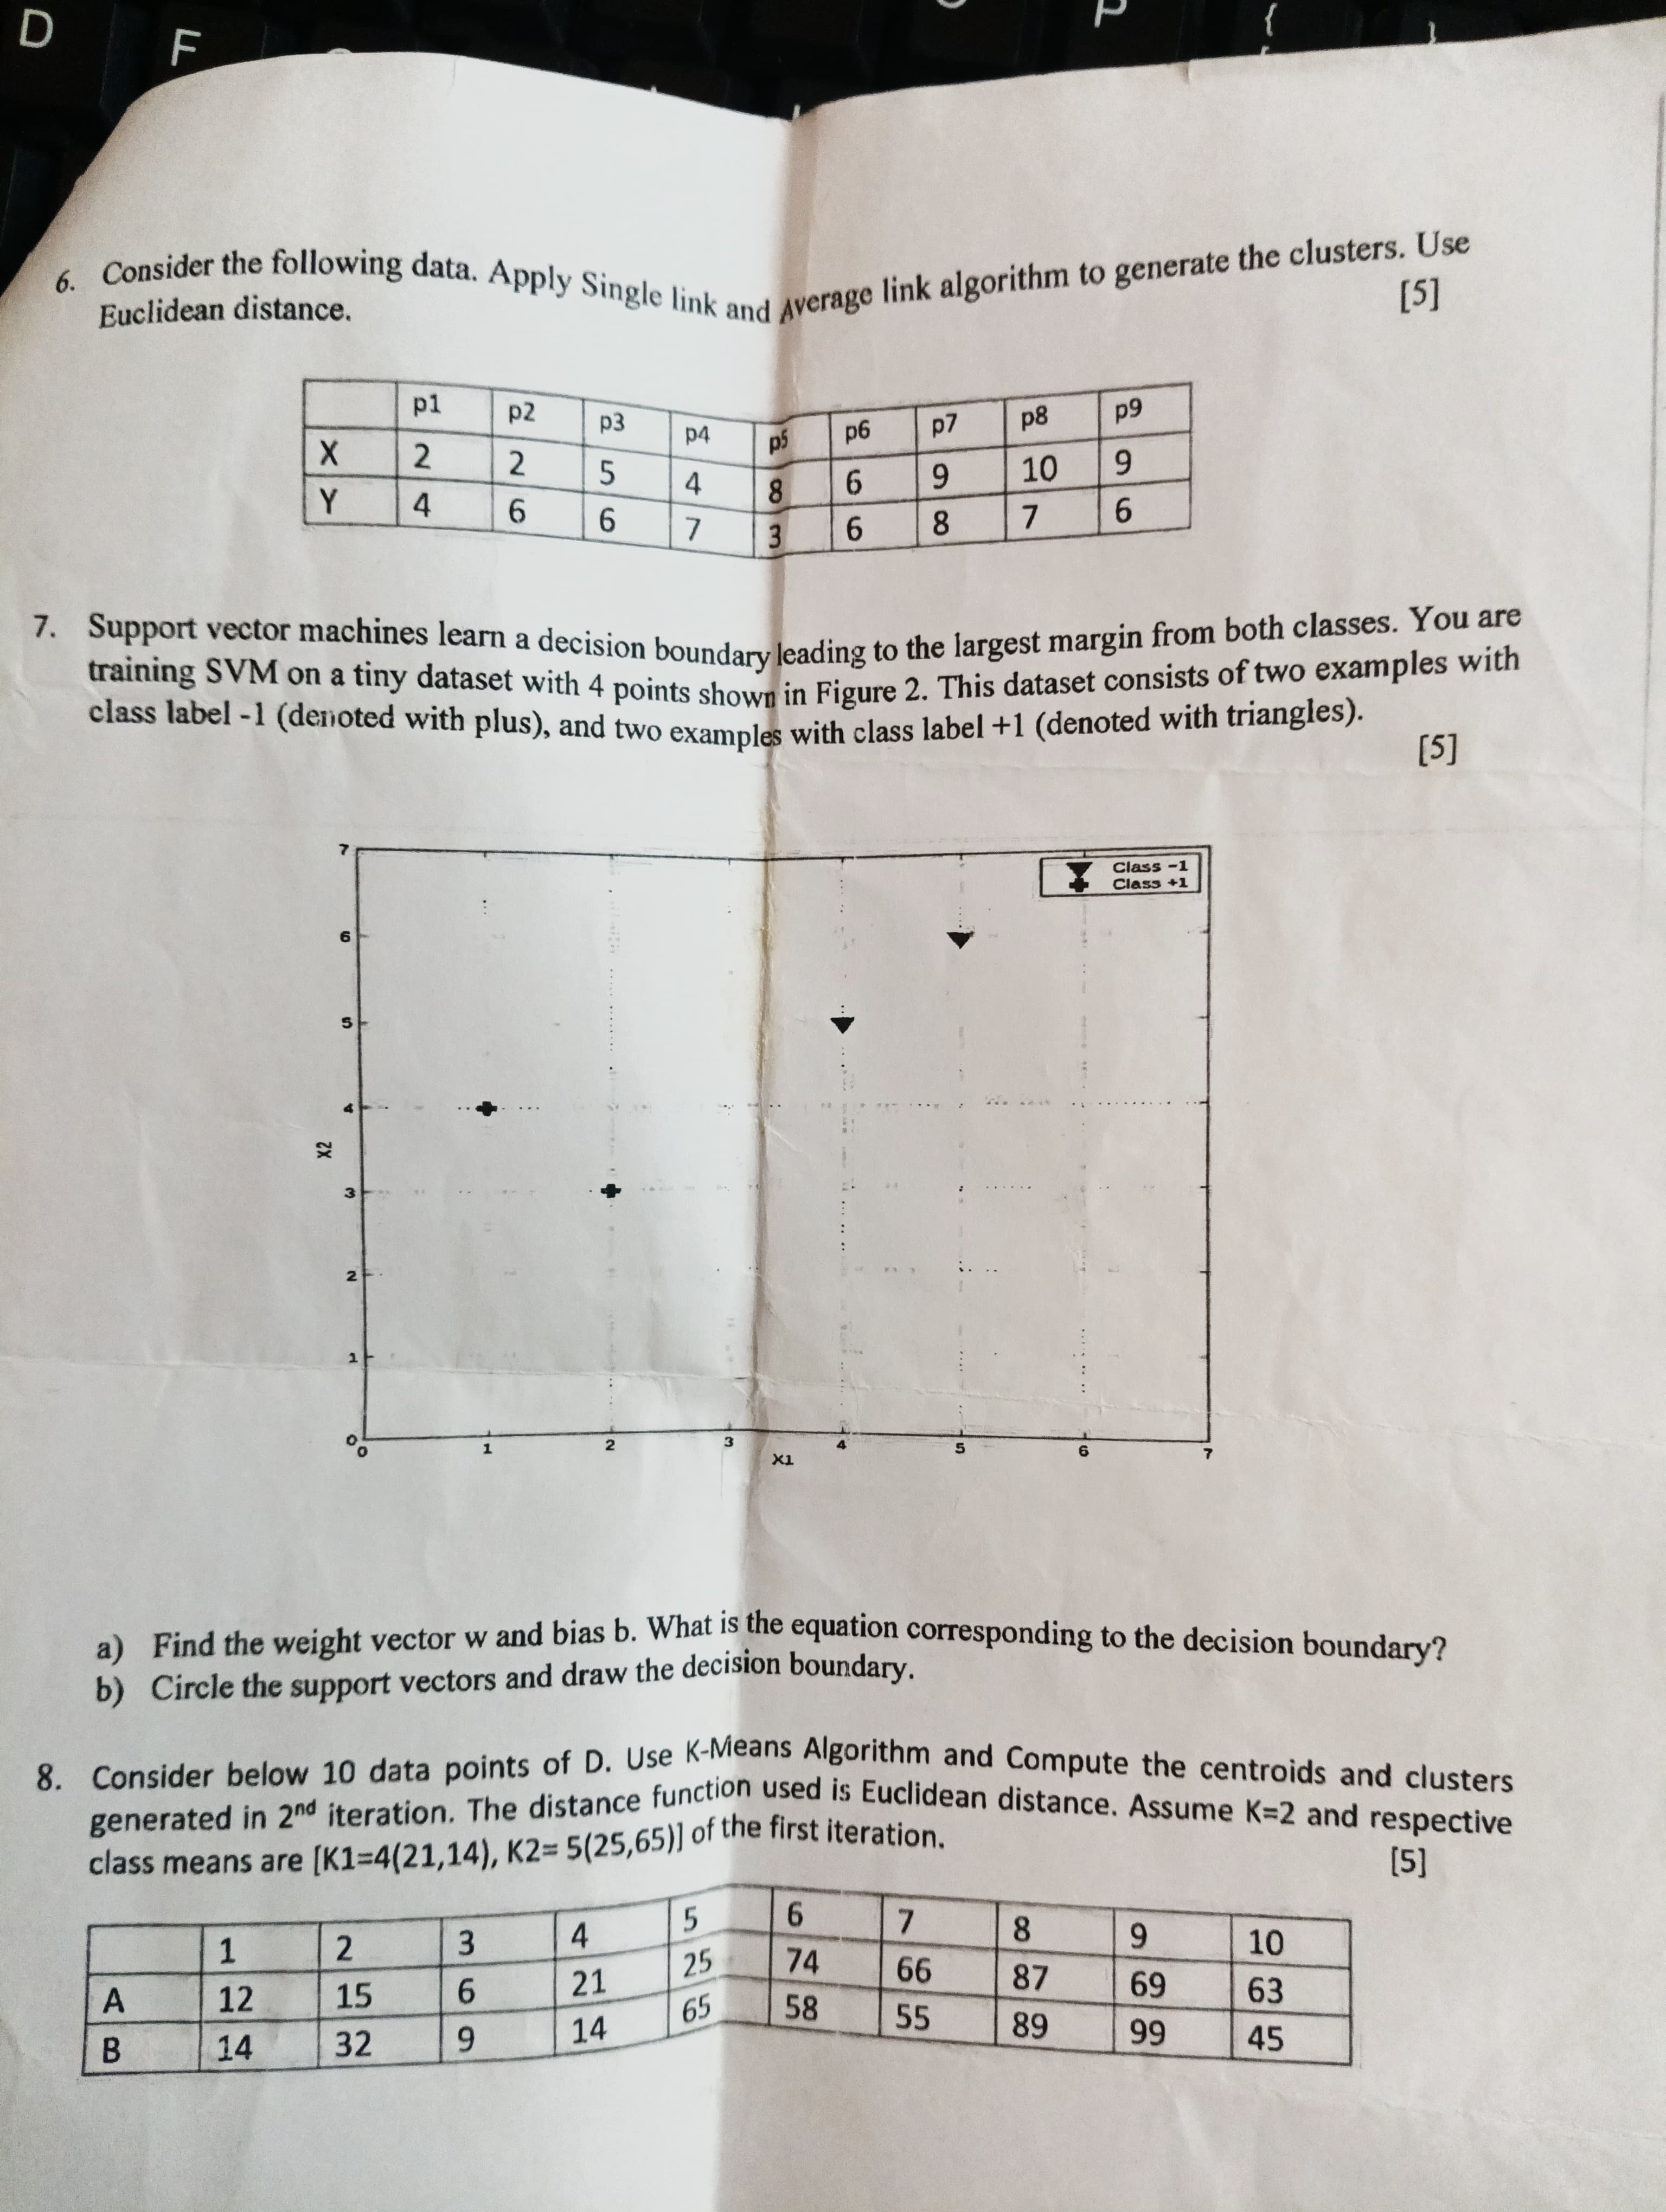 D F P {
}
6. Consider the following data. Apply Single link and Average link algorithm to generate the clusters. Use
Euclidean distance. [5]
p1 p2 p3 p4 p5 p6 p7 p8 p9
X 2 2 5 4 8 6 9 10 9
Y 4 6 6 7 3 6 8 7 6
7. Support vector machines learn a decision boundary leading to the largest margin from both classes. You are
training SVM on a tiny dataset with 4 points shown in Figure 2. This dataset consists of two examples with
class label -1 (denoted with plus), and two examples with class label +1 (denoted with triangles).
[5]
7
Class -1
Class +1
6
5
4
X2
3
2
1
0
0 1 2 3 4 5 6 7
X1
a) Find the weight vector w and bias b. What is the equation corresponding to the decision boundary?
b) Circle the support vectors and draw the decision boundary.
8. Consider below 10 data points of D. Use K-Means Algorithm and Compute the centroids and clusters
generated in 2nd iteration. The distance function used is Euclidean distance. Assume K=2 and respective
class means are [K1=4(21,14), K2= 5(25,65)] of the first iteration. [5]
1 2 3 4 5 6 7 8 9 10
A 12 15 6 21 25 74 66 87 69 63
B 14 32 9 14 65 58 55 89 99 45